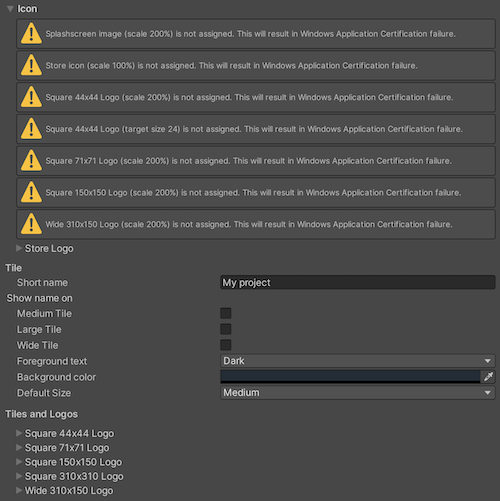 Icon
Splashscreen image (scale 200%) is not assigned. This will result in Windows Application Certification failure.
Store icon (scale 100%) is not assigned. This will result in Windows Application Certification failure.
Square 44x44 Logo (scale 200%) is not assigned. This will result in Windows Application Certification failure.
Square 44x44 Logo (target size 24) is not assigned. This will result in Windows Application Certification failure.
Square 71x71 Logo (scale 200%) is not assigned. This will result in Windows Application Certification failure.
Square 150x150 Logo (scale 200%) is not assigned. This will result in Windows Application Certification failure.
Wide 310x150 Logo (scale 200%) is not assigned. This will result in Windows Application Certification failure.
Store Logo
Tile
Short name My project
Show name on
Medium Tile
Large Tile
Wide Tile
Foreground text Dark
Background color
Default Size Medium
Tiles and Logos
Square 44x44 Logo
Square 71x71 Logo
Square 150x150 Logo
Square 310x310 Logo
Wide 310x150 Logo